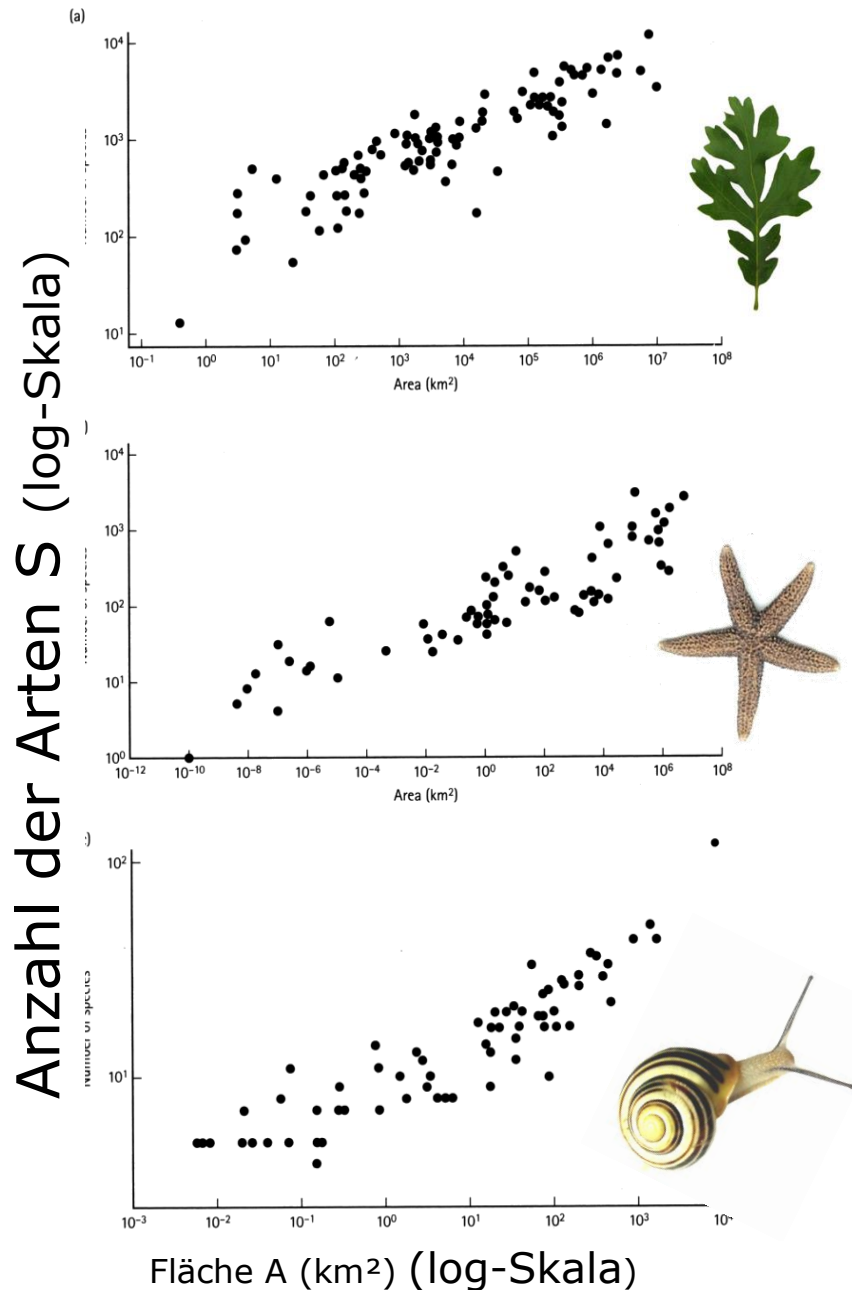 Anzahl der Arten S (log-Skala)
(a)
10⁴
10³
10²
10¹
10⁻¹ 10⁰ 10¹ 10² 10³ 10⁴ 10⁵ 10⁶ 10⁷ 10⁸
Area (km²)
10⁴
10³
10²
10¹
10⁰
10⁻¹² 10⁻¹⁰ 10⁻⁸ 10⁻⁶ 10⁻⁴ 10⁻² 10⁰ 10² 10⁴ 10⁶ 10⁸
Area (km²)
Number of species
10²
10¹
10⁻³ 10⁻² 10⁻¹ 10⁰ 10¹ 10² 10³
Fläche A (km²) (log-Skala)